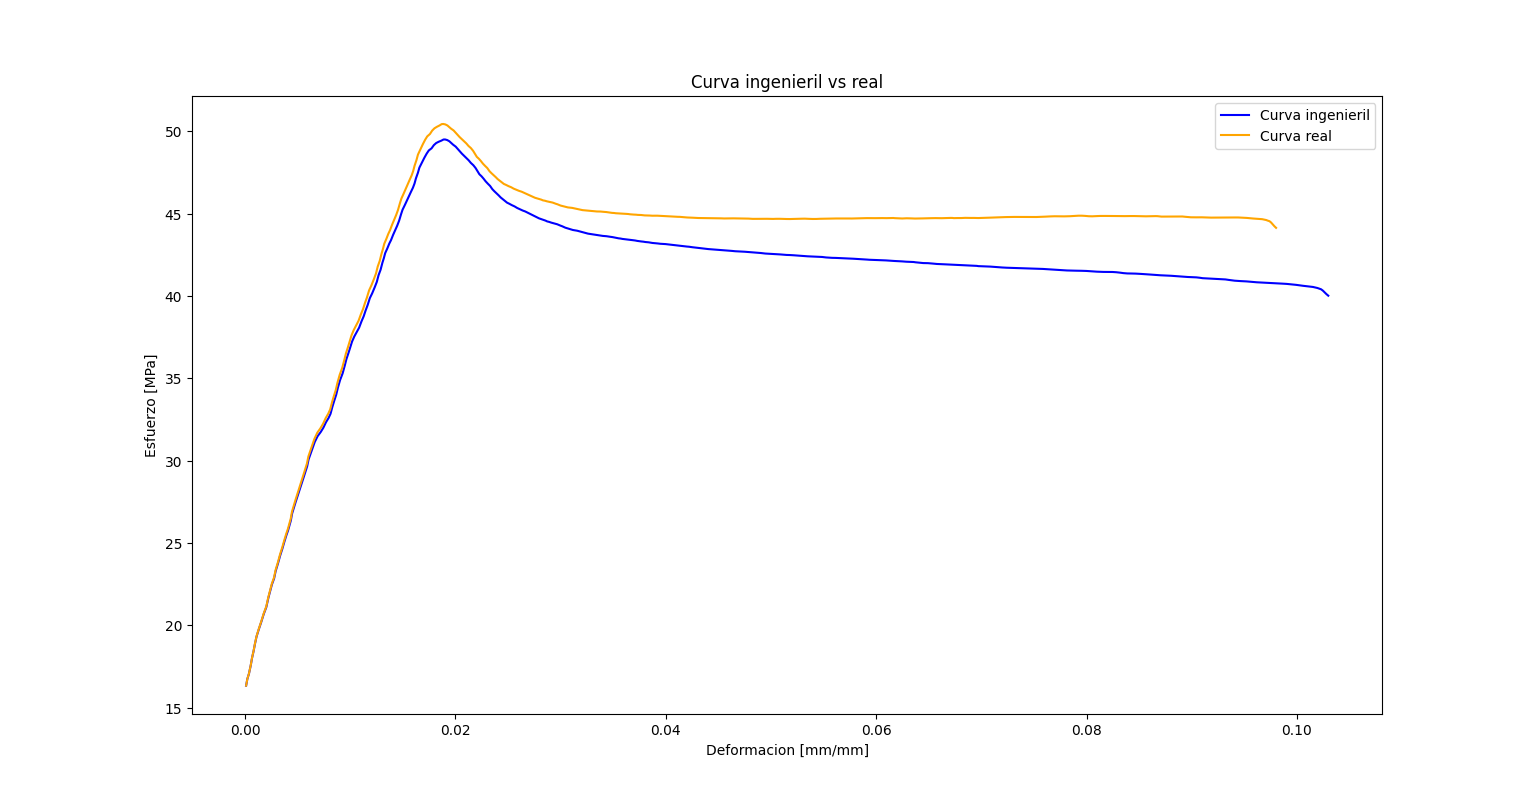 Curva ingenieril vs real
Curva ingenieril
Curva real
Esfuerzo [MPa]
50
45
40
35
30
25
20
15
0.00 0.02 0.04 0.06 0.08 0.10
Deformacion [mm/mm]